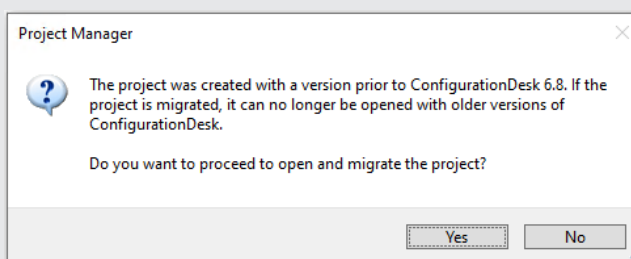 Project Manager
The project was created with a version prior to ConfigurationDesk 6.8. If the
project is migrated, it can no longer be opened with older versions of
ConfigurationDesk.
Do you want to proceed to open and migrate the project?
Yes
No